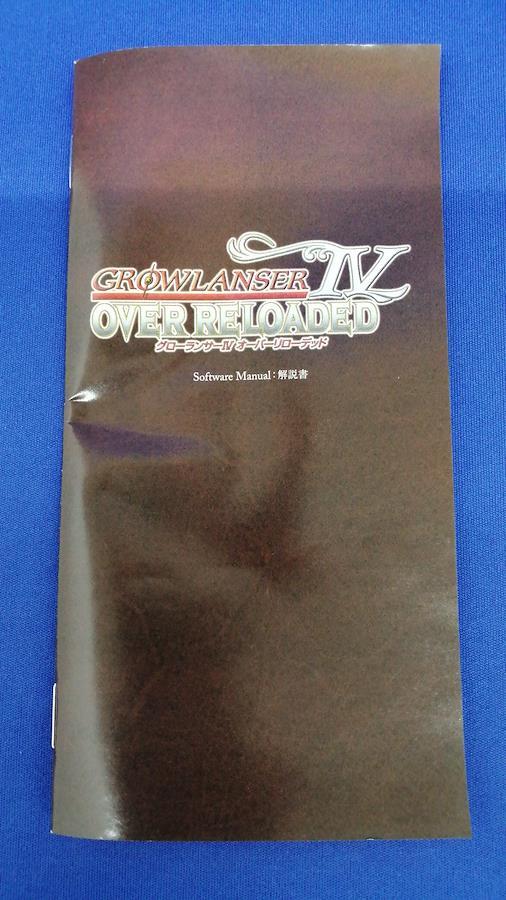 GROWLANSER IV
OVER RELOADED
グローランサーIV オーバーリローデッド
Software Manual : 解説書